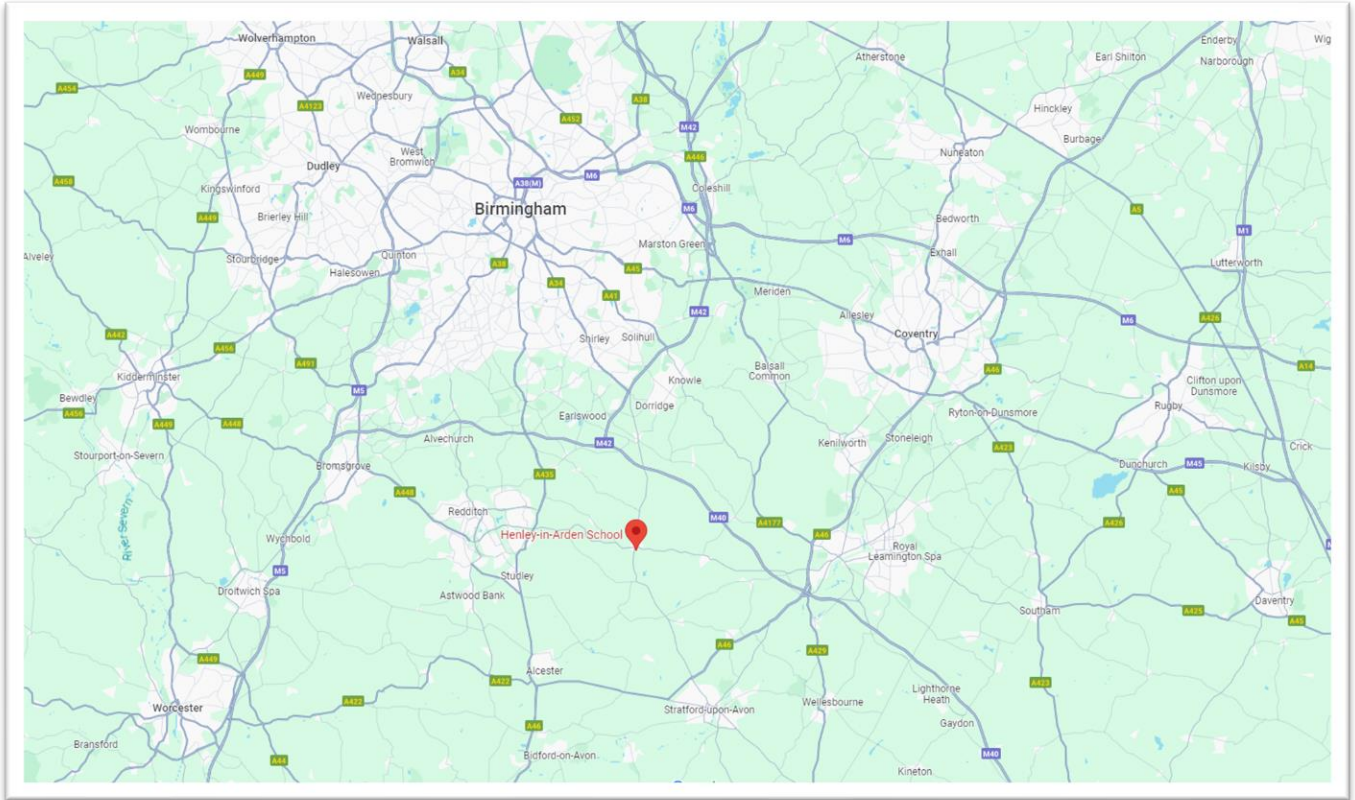 Wolverhampton
Walsall
Enderby
Wig
Narborough
Atherstone
Earl Shilton
A449
A34
A454
Wednesbury
A38
A4123
Hinckley
A452
M42
Wombourne
Burbage
West
Bromwich
Nuneaton
A446
Dudley
M6
A38(M)
A458
Kingswinford
Coleshill
Birmingham
M6
A5
A449
Brierley Hill
Bedworth
M1
M6
Marston Green
Exhall
Alveley
Stourbridge
Quinton
A38
Lutterworth
Halesowen
A45
A34
Meriden
A41
M42
Allesley
A426
M6
A442
Coventry
Shirley
Solihull
A456
A491
A46
A14
Balsall
Common
Kidderminster
Knowle
Clifton upon
Dunsmore
M5
Bewdley
Dorridge
Rugby
A456
Earlswood
Ryton-on-Dunsmore
A449
A448
Alvechurch
M42
Kenilworth
Stoneleigh
A423
Crick
Stourport-on-Severn
Bromsgrove
Dunchurch
M45
Kilsby
A435
A448
A45
River Severn
Redditch
M40
A4177
A426
Henley-in-Arden School
A46
Wychbold
Royal
Leamington Spa
M5
Studley
Droitwich Spa
Astwood Bank
Daventry
Southam
A425
A45
A46
A429
A449
Alcester
A422
A423
Lighthorne
Heath
A422
Worcester
Stratford-upon-Avon
Wellesbourne
Gaydon
A46
Bransford
Bidford-on-Avon
M40
A44
Kineton